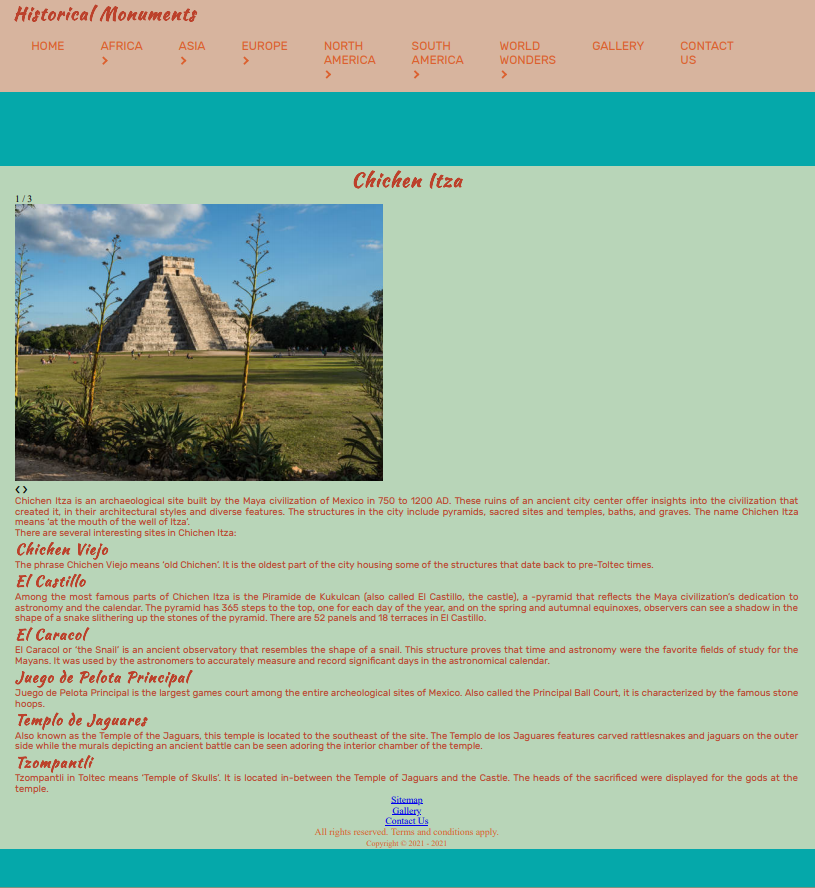 Historical Monuments
HOME
AFRICA
ASIA
EUROPE
NORTH
AMERICA
SOUTH
AMERICA
WORLD
WONDERS
GALLERY
CONTACT
US
Chichen Itza
1 / 3
❮ ❯
Chichen Itza is an archaeological site built by the Maya civilization of Mexico in 750 to 1200 AD. These ruins of an ancient city center offer insights into the civilization that
created it, in their architectural styles and diverse features. The structures in the city include pyramids, sacred sites and temples, baths, and graves. The name Chichen Itza
means 'at the mouth of the well of Itza'.
There are several interesting sites in Chichen Itza:
Chichen Viejo
The phrase Chichen Viejo means 'old Chichen'. It is the oldest part of the city housing some of the structures that date back to pre-Toltec times.
El Castillo
Among the most famous parts of Chichen Itza is the Piramide de Kukulcan (also called El Castillo, the castle), a -pyramid that reflects the Maya civilization's dedication to
astronomy and the calendar. The pyramid has 365 steps to the top, one for each day of the year, and on the spring and autumnal equinoxes, observers can see a shadow in the
shape of a snake slithering up the stones of the pyramid. There are 52 panels and 18 terraces in El Castillo.
El Caracol
El Caracol or 'the Snail' is an ancient observatory that resembles the shape of a snail. This structure proves that time and astronomy were the favorite fields of study for the
Mayans. It was used by the astronomers to accurately measure and record significant days in the astronomical calendar.
Juego de Pelota Principal
Juego de Pelota Principal is the largest games court among the entire archeological sites of Mexico. Also called the Principal Ball Court, it is characterized by the famous stone
hoops.
Templo de Jaguares
Also known as the Temple of the Jaguars, this temple is located to the southeast of the site. The Templo de los Jaguares features carved rattlesnakes and jaguars on the outer
side while the murals depicting an ancient battle can be seen adoring the interior chamber of the temple.
Tzompantli
Tzompantli in Toltec means 'Temple of Skulls'. It is located in-between the Temple of Jaguars and the Castle. The heads of the sacrificed were displayed for the gods at the
temple.
Sitemap
Gallery
Contact Us
All rights reserved. Terms and conditions apply.
Copyright © 2021 - 2021